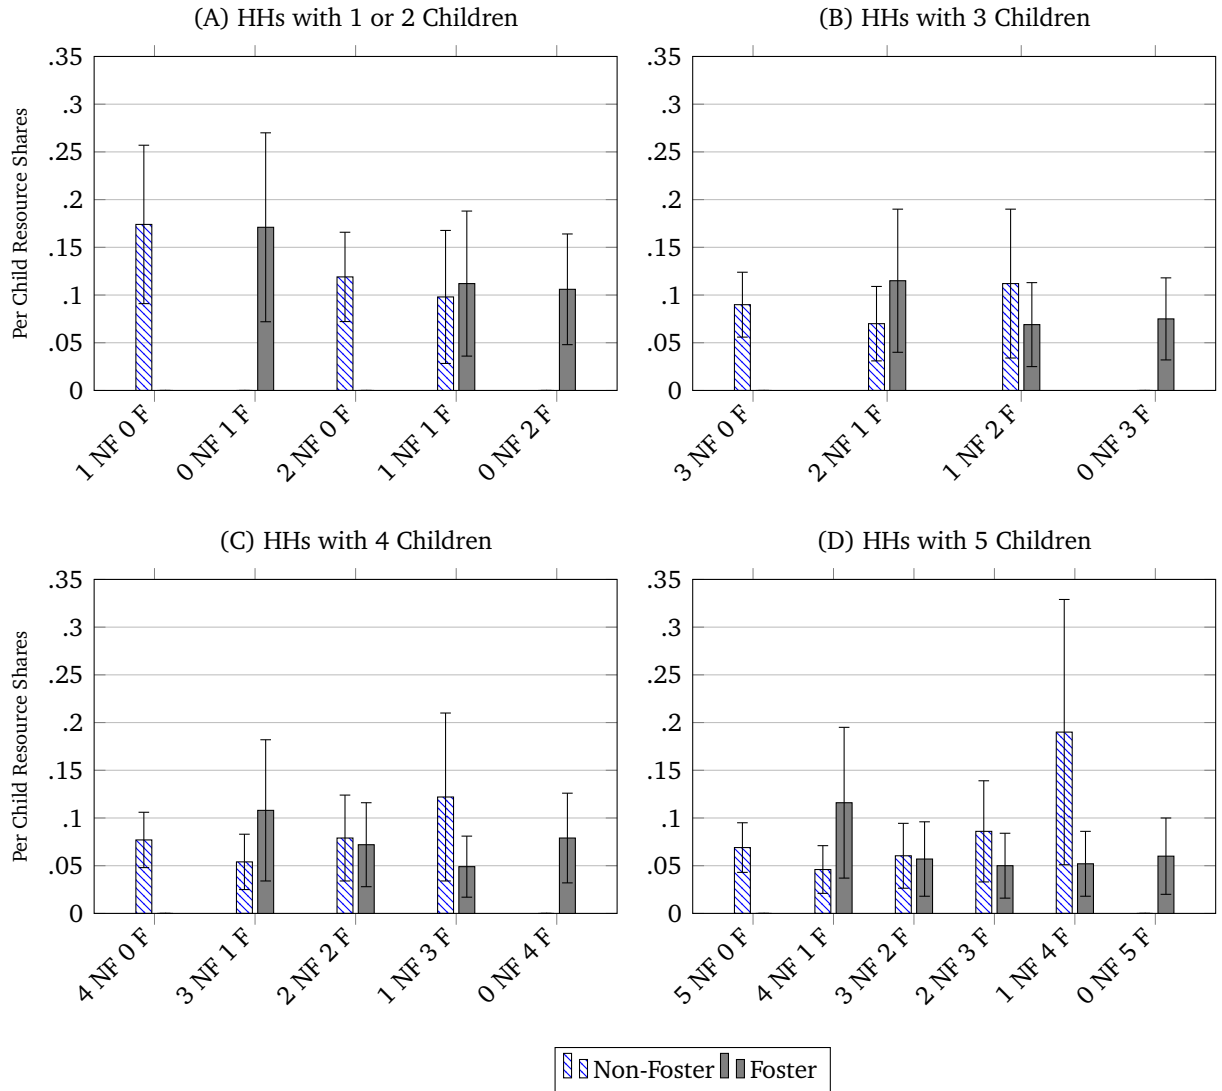 (A) HHs with 1 or 2 Children
Per Child Resource Shares
.35
.3
.25
.2
.15
.1
.05
0
1 NF 0 F
0 NF 1 F
2 NF 0 F
1 NF 1 F
0 NF 2 F
(B) HHs with 3 Children
.35
.3
.25
.2
.15
.1
.05
0
3 NF 0 F
2 NF 1 F
1 NF 2 F
0 NF 3 F
(C) HHs with 4 Children
Per Child Resource Shares
.35
.3
.25
.2
.15
.1
.05
0
4 NF 0 F
3 NF 1 F
2 NF 2 F
1 NF 3 F
0 NF 4 F
(D) HHs with 5 Children
.35
.3
.25
.2
.15
.1
.05
0
5 NF 0 F
4 NF 1 F
3 NF 2 F
2 NF 3 F
1 NF 4 F
0 NF 5 F
Non-Foster
Foster